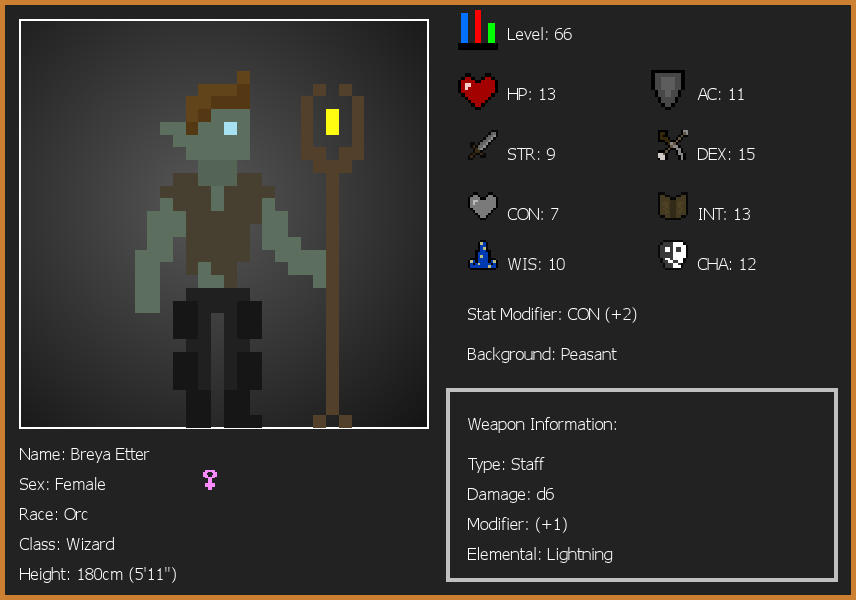 Level: 66
HP: 13
AC: 11
STR: 9
DEX: 15
CON: 7
INT: 13
WIS: 10
CHA: 12
Stat Modifier: CON (+2)
Background: Peasant
Weapon Information:
Type: Staff
Damage: d6
Modifier: (+1)
Elemental: Lightning
Name: Breya Etter
Sex: Female
Race: Orc
Class: Wizard
Height: 180cm (5'11")